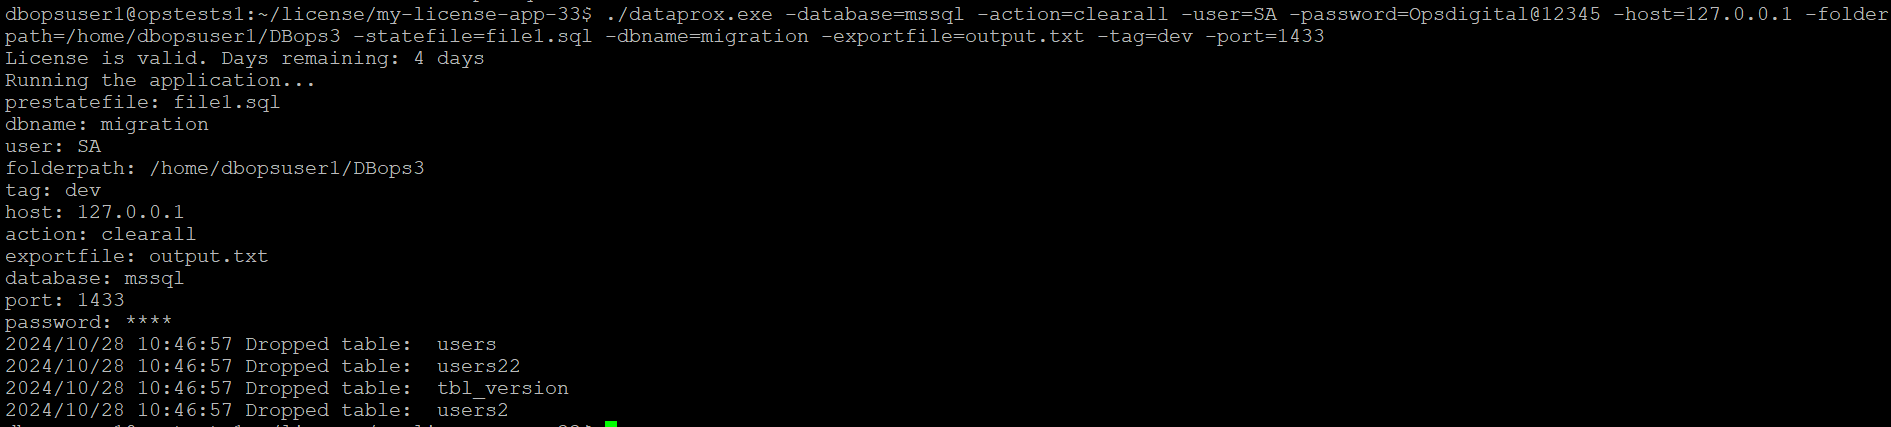 dbopsuser1@opstests1:~/license/my-license-app-33$ ./dataprox.exe -database=mssql -action=clearall -user=SA -password=Opsdigital@12345 -host=127.0.0.1 -folder
path=/home/dbopsuser1/DBops3 -statefile=file1.sql -dbname=migration -exportfile=output.txt -tag=dev -port=1433
License is valid. Days remaining: 4 days
Running the application...
prestatefile: file1.sql
dbname: migration
user: SA
folderpath: /home/dbopsuser1/DBops3
tag: dev
host: 127.0.0.1
action: clearall
exportfile: output.txt
database: mssql
port: 1433
password: ****
2024/10/28 10:46:57 Dropped table:  users
2024/10/28 10:46:57 Dropped table:  users22
2024/10/28 10:46:57 Dropped table:  tbl_version
2024/10/28 10:46:57 Dropped table:  users2